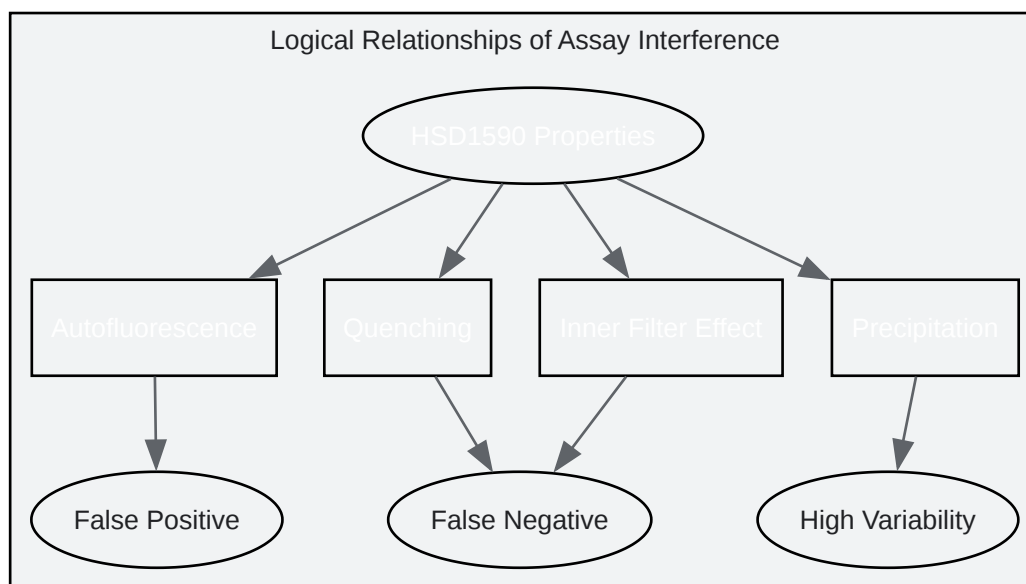 Logical Relationships of Assay Interference
HSD1590 Properties
Autofluorescence
Quenching
Inner Filter Effect
Precipitation
False Positive
False Negative
High Variability